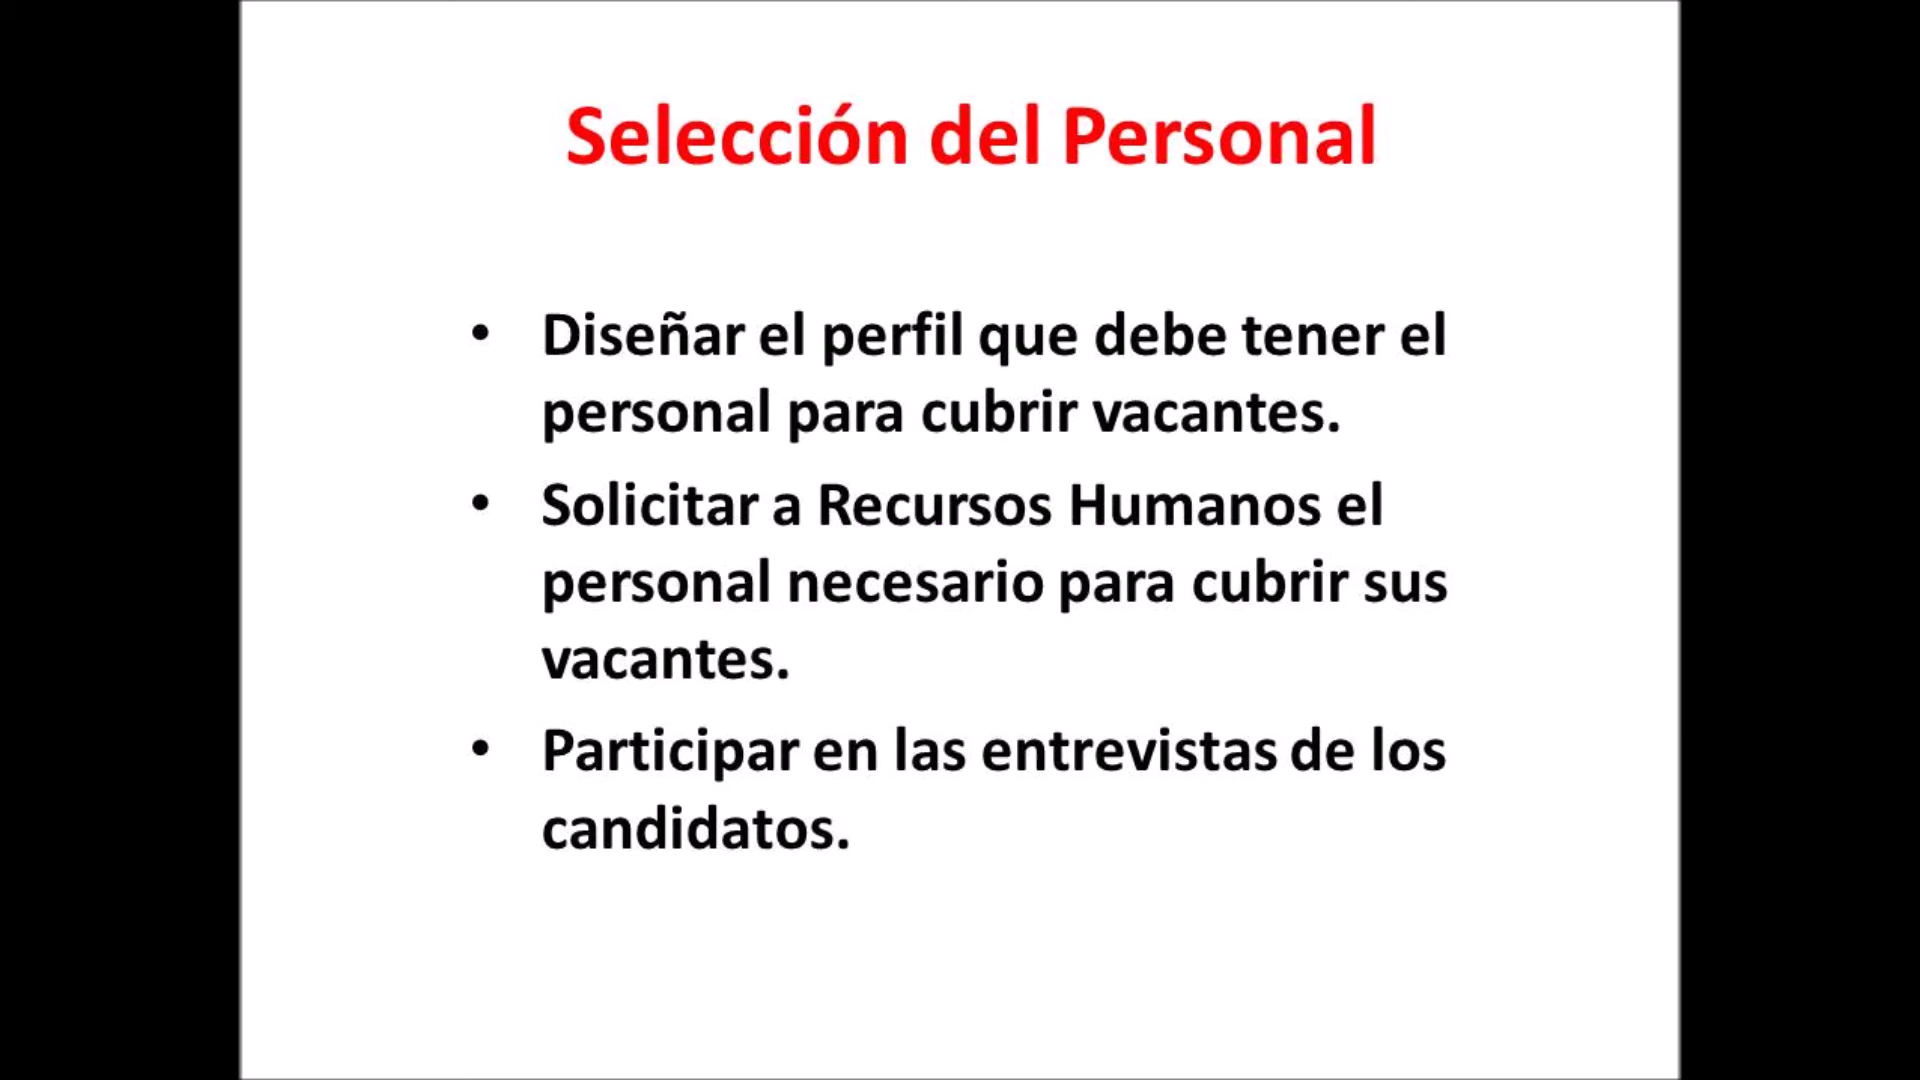 Selección del Personal
• Diseñar el perfil que debe tener el
personal para cubrir vacantes.
• Solicitar a Recursos Humanos el
personal necesario para cubrir sus
vacantes.
• Participar en las entrevistas de los
candidatos.